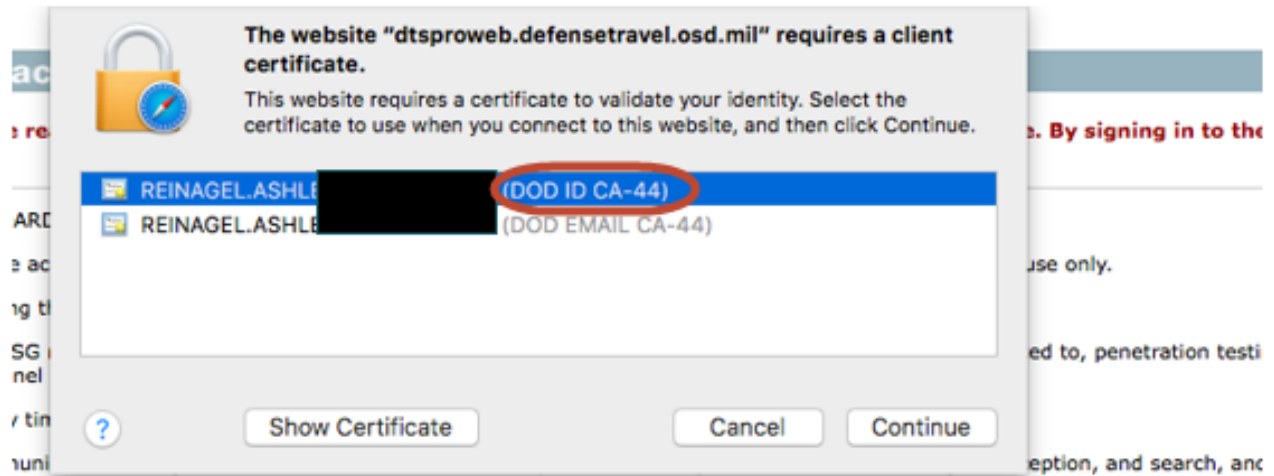 The website “dtsproweb.defensetravel.osd.mil” requires a client
certificate.
This website requires a certificate to validate your identity. Select the
certificate to use when you connect to this website, and then click Continue.
e. By signing in to the
REINAGEL.ASHLE (DOD ID CA-44)
REINAGEL.ASHLE (DOD EMAIL CA-44)
use only.
ed to, penetration testi
? Show Certificate Cancel Continue
eption, and search, and